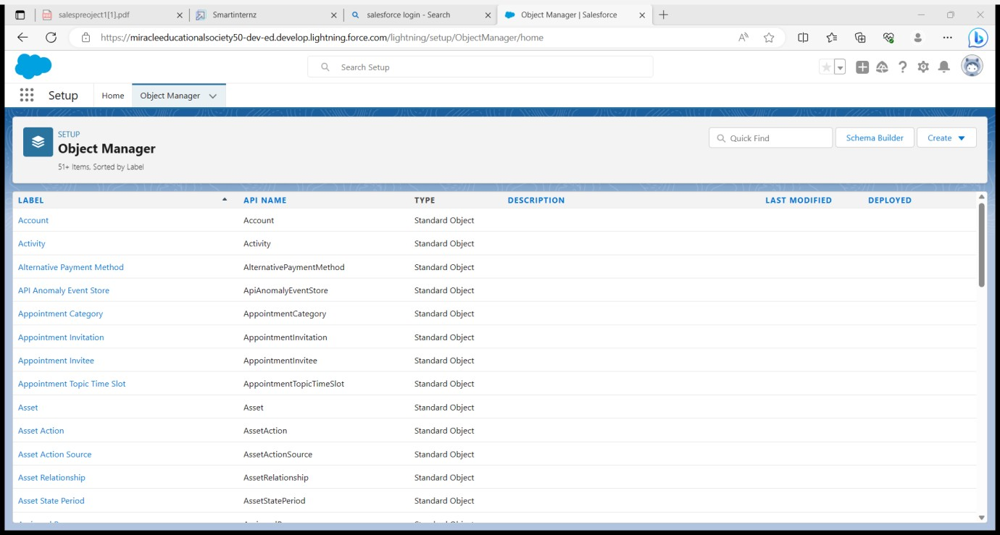 salespreoject1[1].pdf
Smartinternz
salesforce login - Search
Object Manager | Salesforce
https://miracleeducationalsociety50-dev-ed.develop.lightning.force.com/lightning/setup/ObjectManager/home
Search Setup
Setup
Home
Object Manager
SETUP
Object Manager
51+ Items, Sorted by Label
Quick Find
Schema Builder
Create
LABEL API NAME TYPE DESCRIPTION LAST MODIFIED DEPLOYED
Account Account Standard Object
Activity Activity Standard Object
Alternative Payment Method AlternativePaymentMethod Standard Object
API Anomaly Event Store ApiAnomalyEventStore Standard Object
Appointment Category AppointmentCategory Standard Object
Appointment Invitation AppointmentInvitation Standard Object
Appointment Invitee AppointmentInvitee Standard Object
Appointment Topic Time Slot AppointmentTopicTimeSlot Standard Object
Asset Asset Standard Object
Asset Action AssetAction Standard Object
Asset Action Source AssetActionSource Standard Object
Asset Relationship AssetRelationship Standard Object
Asset State Period AssetStatePeriod Standard Object